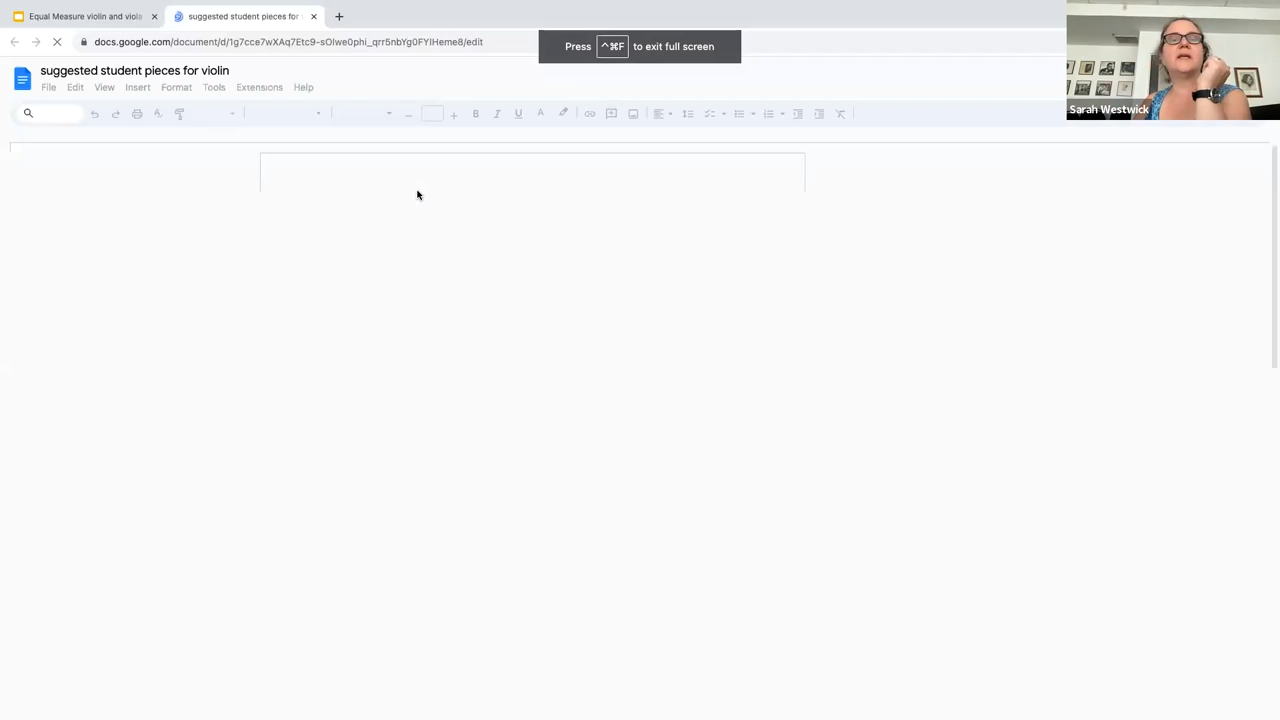 Equal Measure violin and viola
suggested student pieces for
docs.google.com/document/d/1g7cce7wXAq7Etc9-sOlwe0phi_qrr5nbYg0FYIHeme8/edit
Press ^⌘F to exit full screen
suggested student pieces for violin
File Edit View Insert Format Tools Extensions Help
B I U A
Sarah Westwick